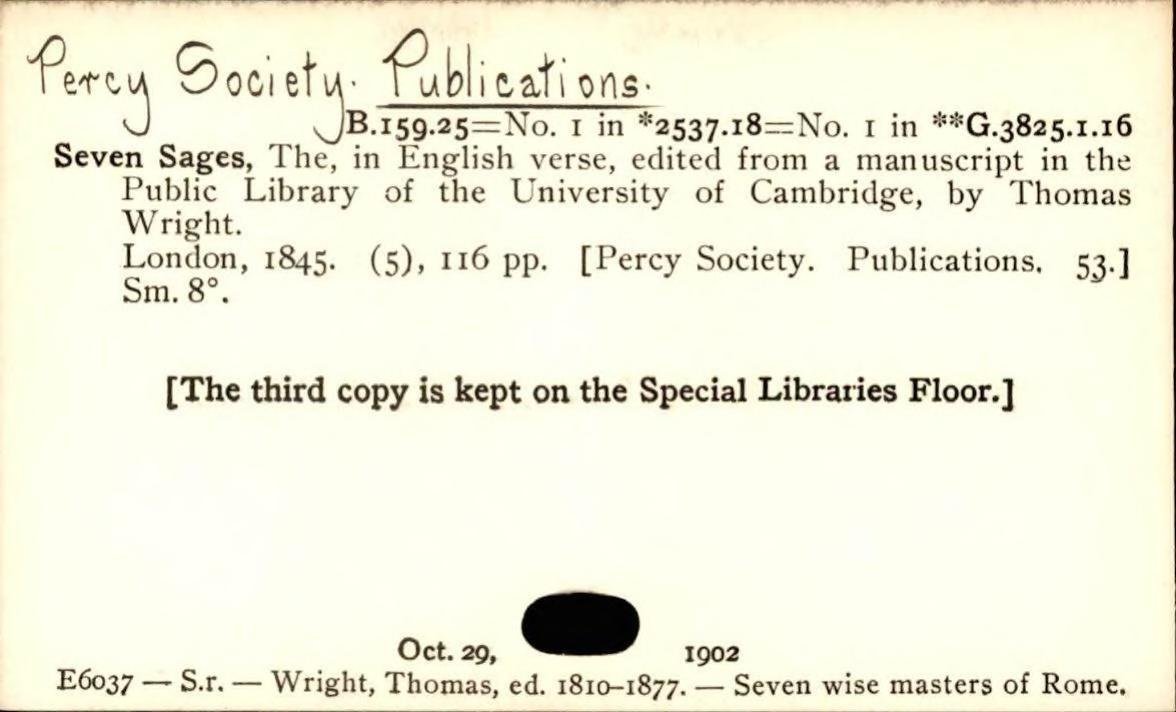 Percy Society. Publications.
B.159.25=No. 1 in *2537.18=No. 1 in **G.3825.1.16
Seven Sages, The, in English verse, edited from a manuscript in the
Public Library of the University of Cambridge, by Thomas
Wright.
London, 1845. (5), 116 pp. [Percy Society. Publications. 53.]
Sm. 8°.
[The third copy is kept on the Special Libraries Floor.]
Oct. 29, 1902
E6037 — S.r. — Wright, Thomas, ed. 1810–1877. — Seven wise masters of Rome.